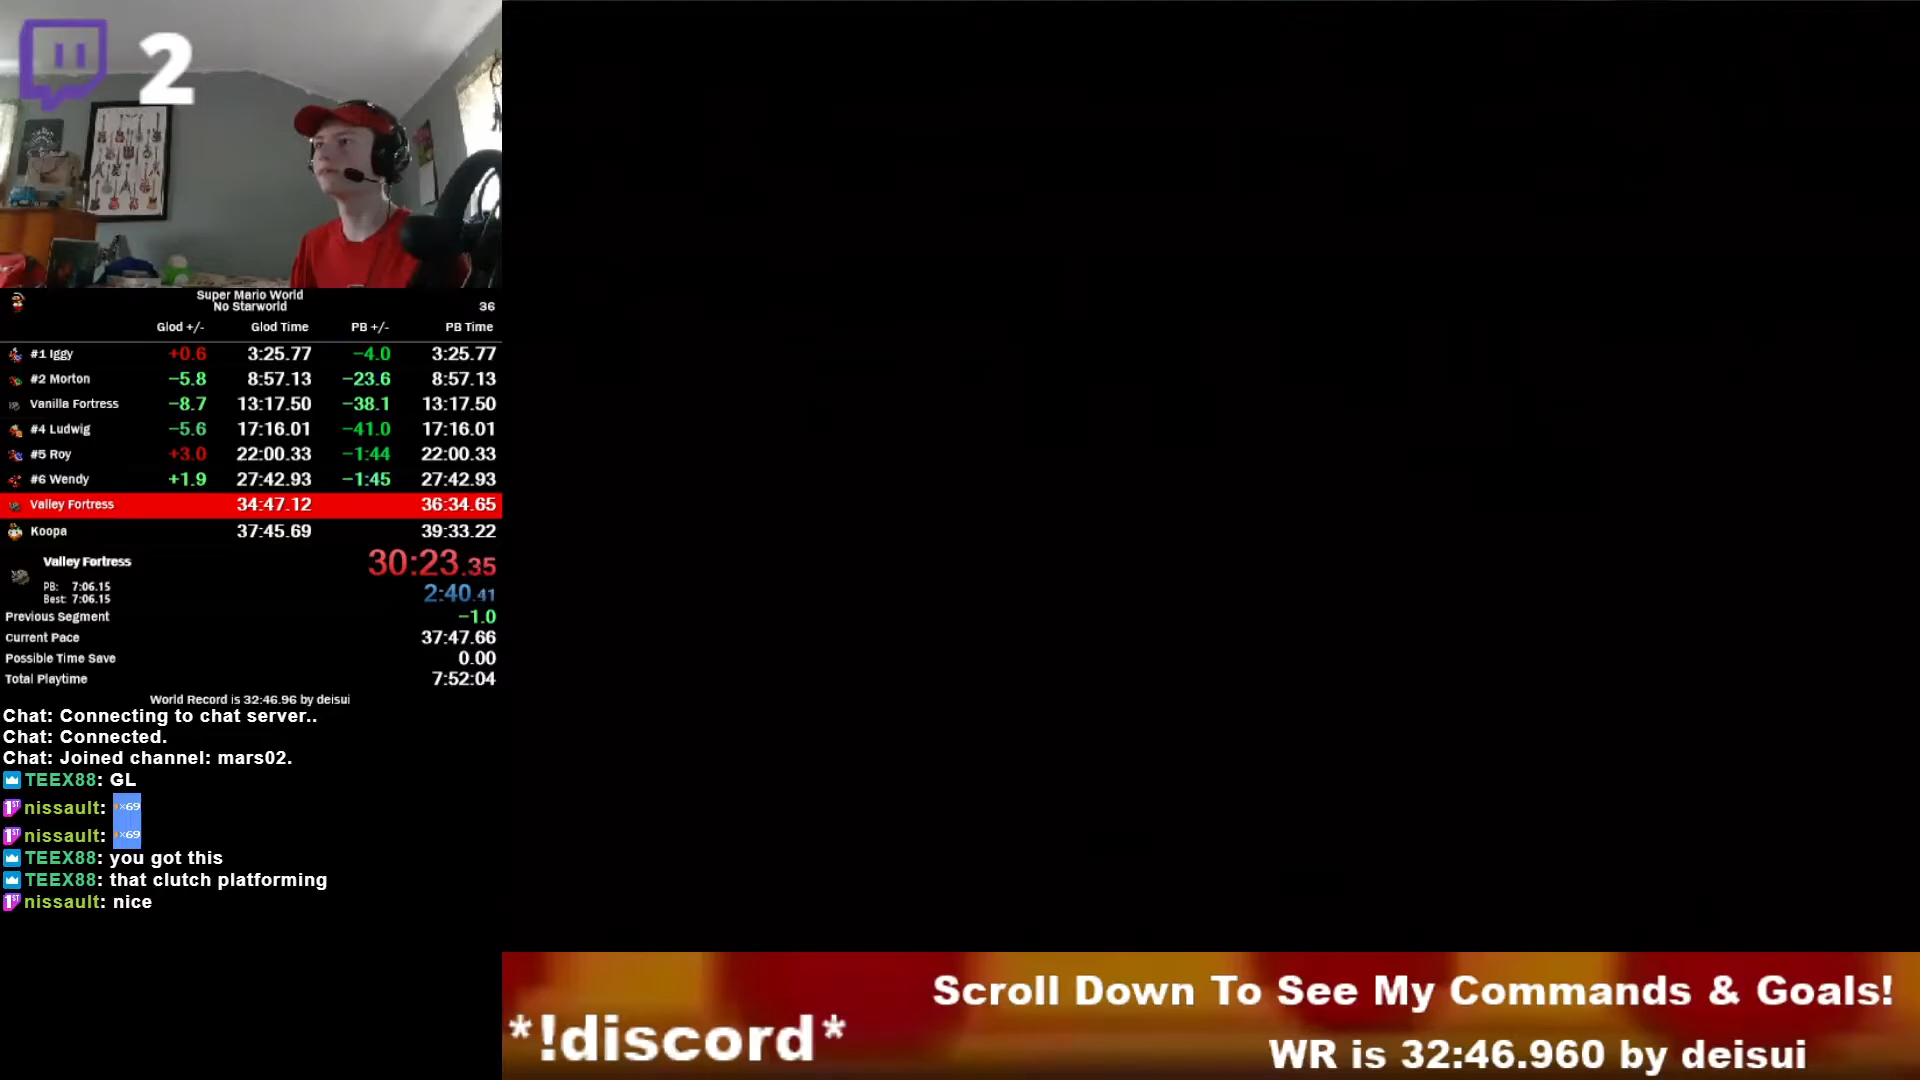 2
Super Mario World
No Starworld
36
Glod +/- Glod Time PB +/- PB Time
#1 Iggy +0.6 3:25.77 −4.0 3:25.77
#2 Morton −5.8 8:57.13 −23.6 8:57.13
Vanilla Fortress −8.7 13:17.50 −38.1 13:17.50
#4 Ludwig −5.6 17:16.01 −41.0 17:16.01
#5 Roy +3.0 22:00.33 −1:44 22:00.33
#6 Wendy +1.9 27:42.93 −1:45 27:42.93
Valley Fortress 34:47.12 36:34.65
Koopa 37:45.69 39:33.22
Valley Fortress 30:23.35
PB: 7:06.15 2:40.41
Best: 7:06.15
Previous Segment −1.0
Current Pace 37:47.66
Possible Time Save 0.00
Total Playtime 7:52:04
World Record is 32:46.96 by deisui
Chat: Connecting to chat server..
Chat: Connected.
Chat: Joined channel: mars02.
TEEX88: GL
1ST nissault: ×69
1ST nissault: ×69
TEEX88: you got this
TEEX88: that clutch platforming
1ST nissault: nice
Scroll Down To See My Commands & Goals!
*!discord*
WR is 32:46.960 by deisui